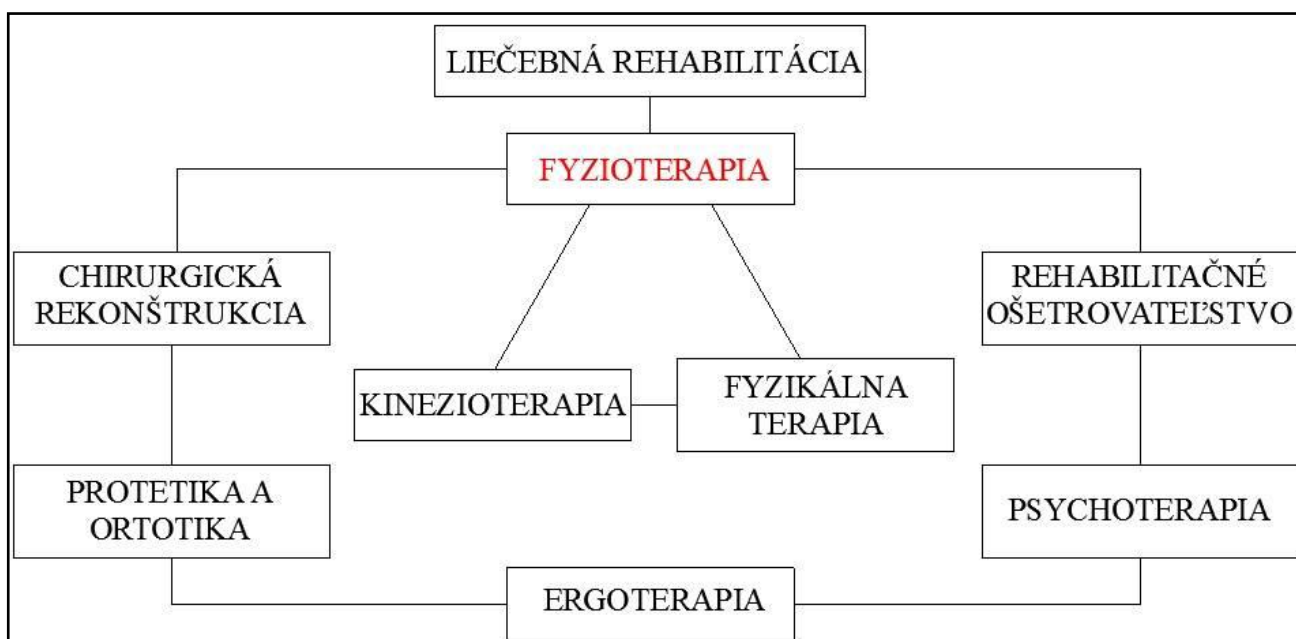 LIEČEBNÁ REHABILITÁCIA
FYZIOTERAPIA
CHIRURGICKÁ
REKONŠTRUKCIA
REHABILITAČNÉ
OŠETROVATEĽSTVO
KINEZIOTERAPIA
FYZIKÁLNA
TERAPIA
PROTETIKA A
ORTOTIKA
PSYCHOTERAPIA
ERGOTERAPIA